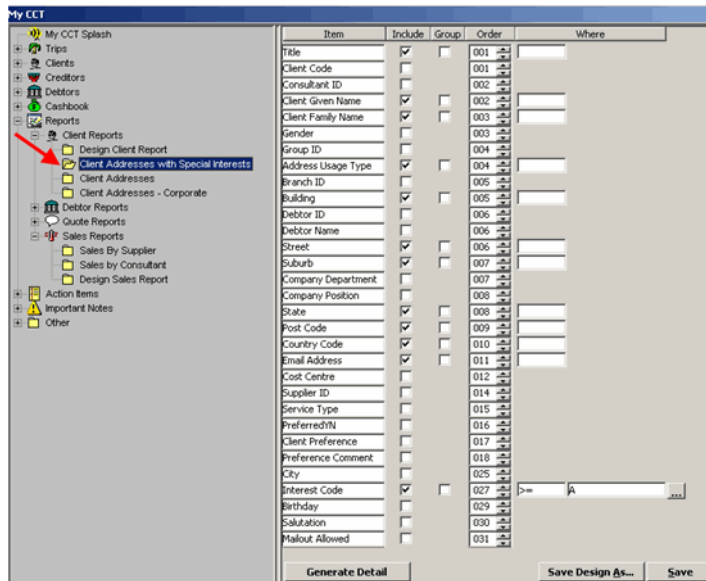 My CCT
My CCT Splash
Trips
Clients
Creditors
Debtors
Cashbook
Reports
Client Reports
Design Client Report
Client Addresses with Special Interests
Client Addresses
Client Addresses - Corporate
Debtor Reports
Quote Reports
Sales Reports
Sales By Supplier
Sales by Consultant
Design Sales Report
Action Items
Important Notes
Other
Item Include Group Order Where
Title 001
Client Code 001
Consultant ID 002
Client Given Name 002
Client Family Name 003
Gender 003
Group ID 004
Address Usage Type 004
Branch ID 005
Building 005
Debtor ID 006
Debtor Name 006
Street 006
Suburb 007
Company Department 007
Company Position 008
State 008
Post Code 009
Country Code 010
Email Address 011
Cost Centre 012
Supplier ID 014
Service Type 015
PreferredYN 016
Client Preference 017
Preference Comment 018
City 025
Interest Code 027 >= A ...
Birthday 029
Salutation 030
Mailout Allowed 031
Generate Detail Save Design As... Save